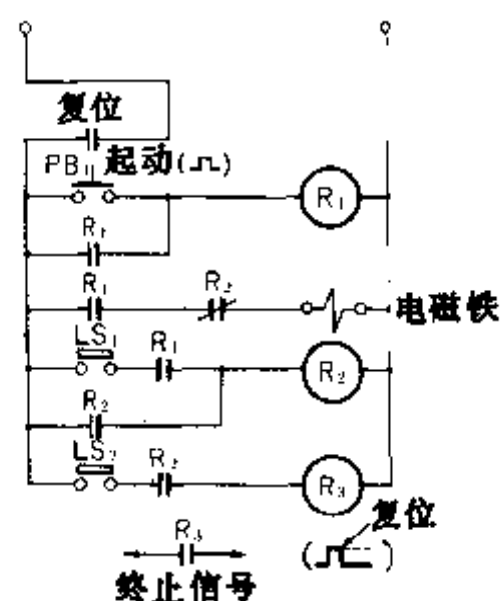 复位
PB₁ 起动(⎍)
R₁
R₁
R₁ R₂
电磁铁
LS₁ R₁
R₂
R₂
LS₂ R₂
R₃
复位
R₃
终止信号